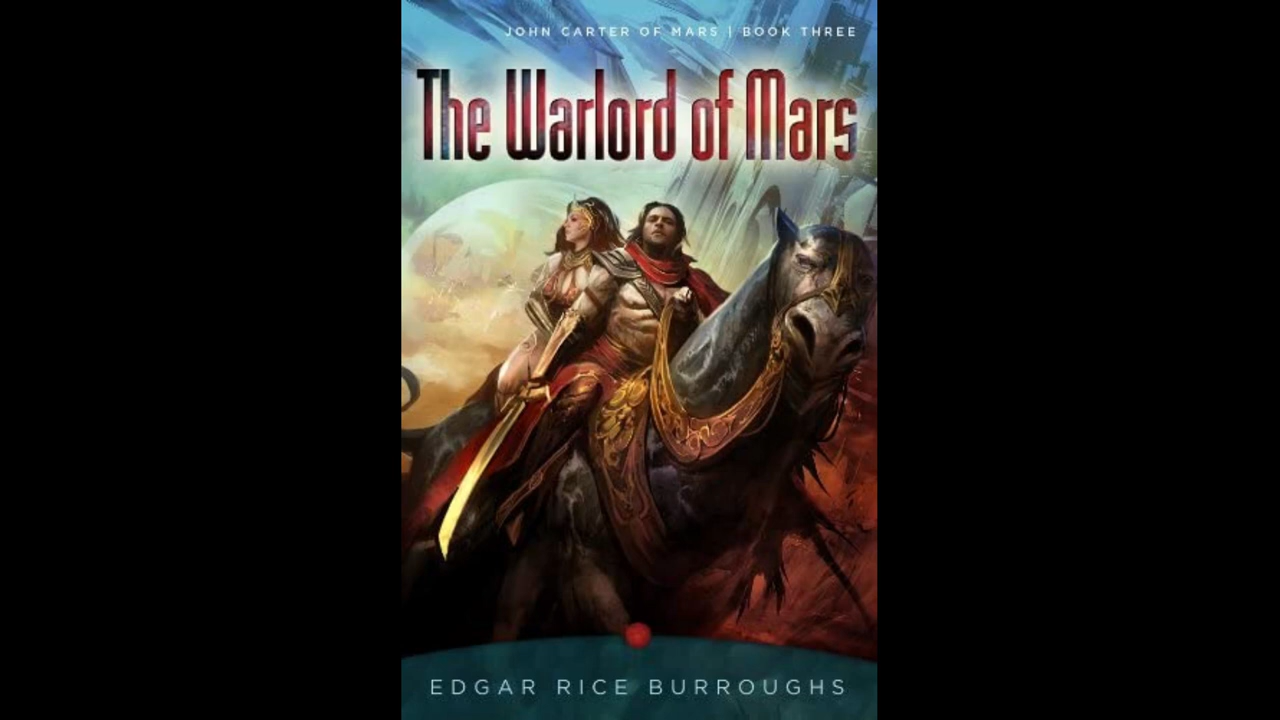 JOHN CARTER OF MARS | BOOK THREE
The Warlord of Mars
EDGAR RICE BURROUGHS